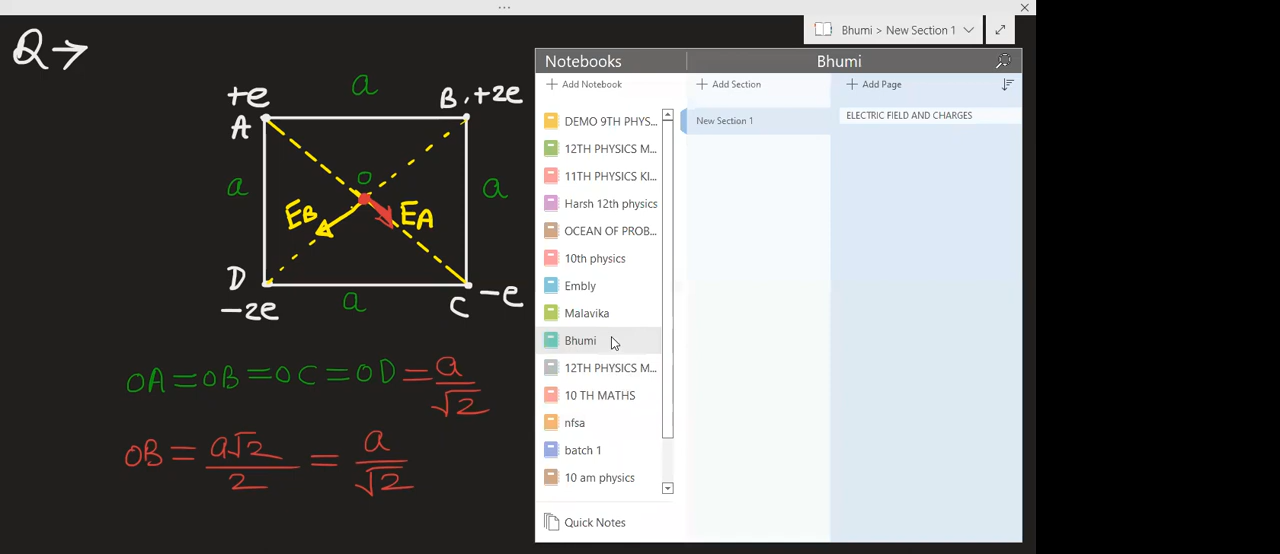 Q →
+e
a
B +2e
A
a
O
a
EB
EA
D
-2e
a
C
-e
OA = OB = OC = OD = a/√2
OB = a√2/2 = a/√2
Bhumi > New Section 1
Notebooks
Bhumi
+ Add Notebook
+ Add Section
+ Add Page
DEMO 9TH PHYS...
12TH PHYSICS M...
11TH PHYSICS KI...
Harsh 12th physics
OCEAN OF PROB...
10th physics
Embly
Malavika
Bhumi
12TH PHYSICS M...
10 TH MATHS
nfsa
batch 1
10 am physics
Quick Notes
New Section 1
ELECTRIC FIELD AND CHARGES